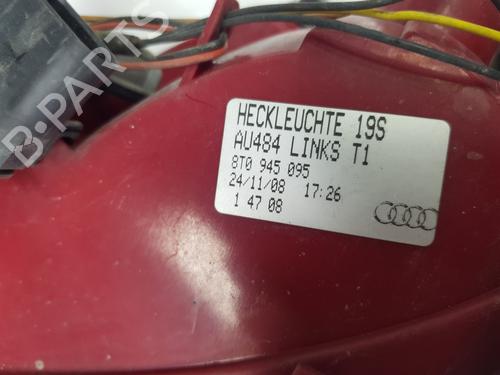 HECKLEUCHTE 19S
AU484 LINKS T1
8T0 945 095
24/11/08 17:26
1 47 08
B-PARTS